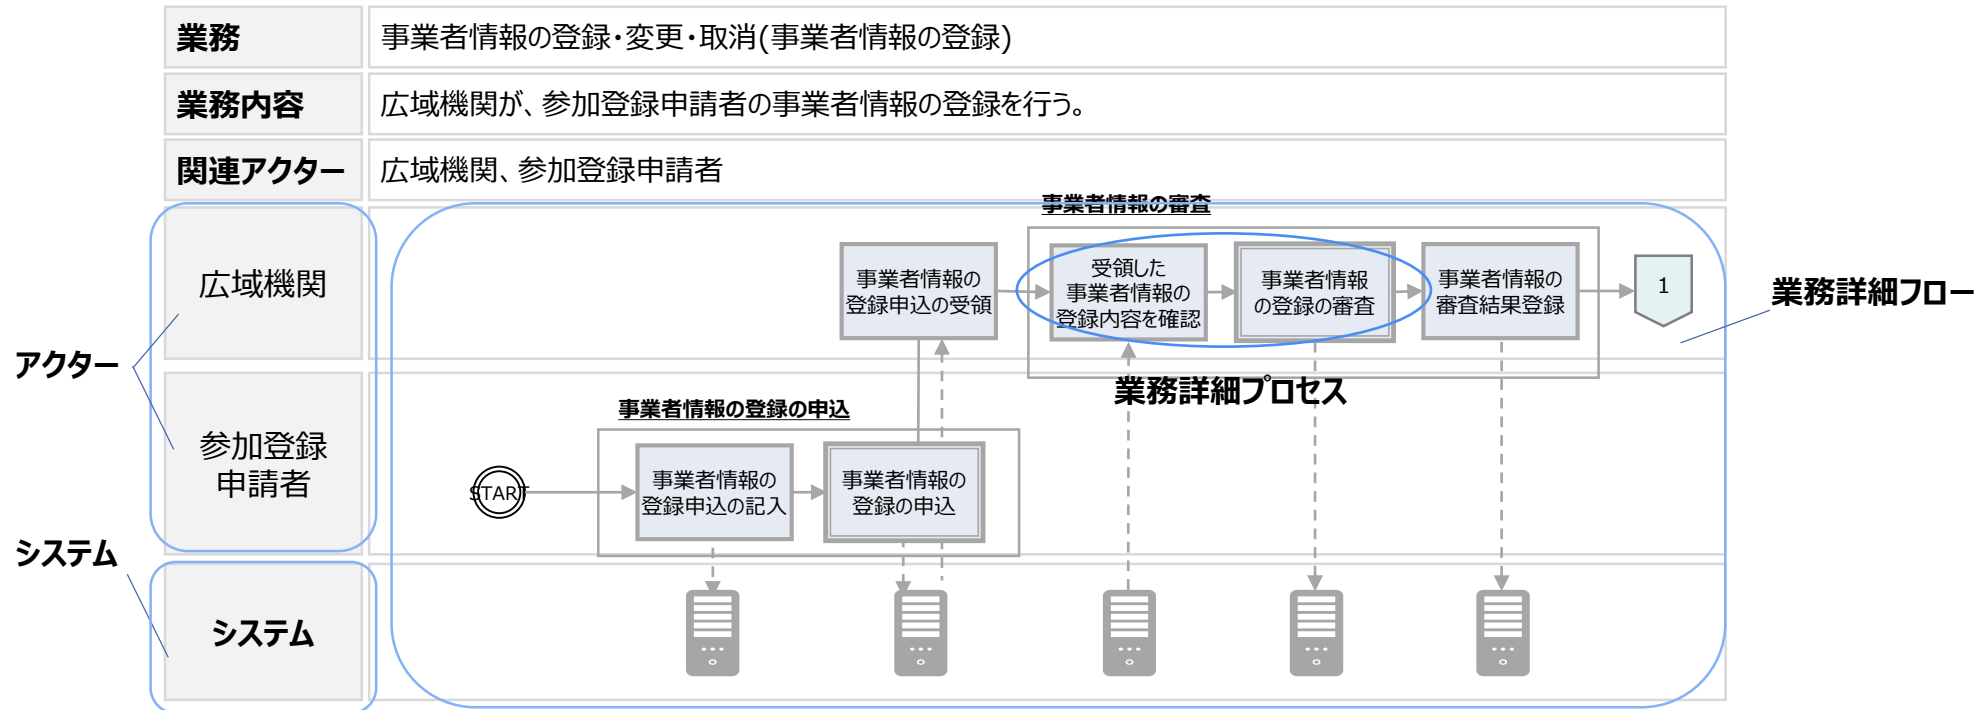 業務
事業者情報の登録・変更・取消(事業者情報の登録)
業務内容
広域機関が、参加登録申請者の事業者情報の登録を行う。
関連アクター
広域機関、参加登録申請者
事業者情報の審査
広域機関
事業者情報の
登録申込の受領
受領した
事業者情報の
登録内容を確認
事業者情報
の登録の審査
事業者情報の
審査結果登録
1
業務詳細フロー
アクター
業務詳細プロセス
事業者情報の登録の申込
参加登録
申請者
START
事業者情報の
登録申込の記入
事業者情報の
登録の申込
システム
システム